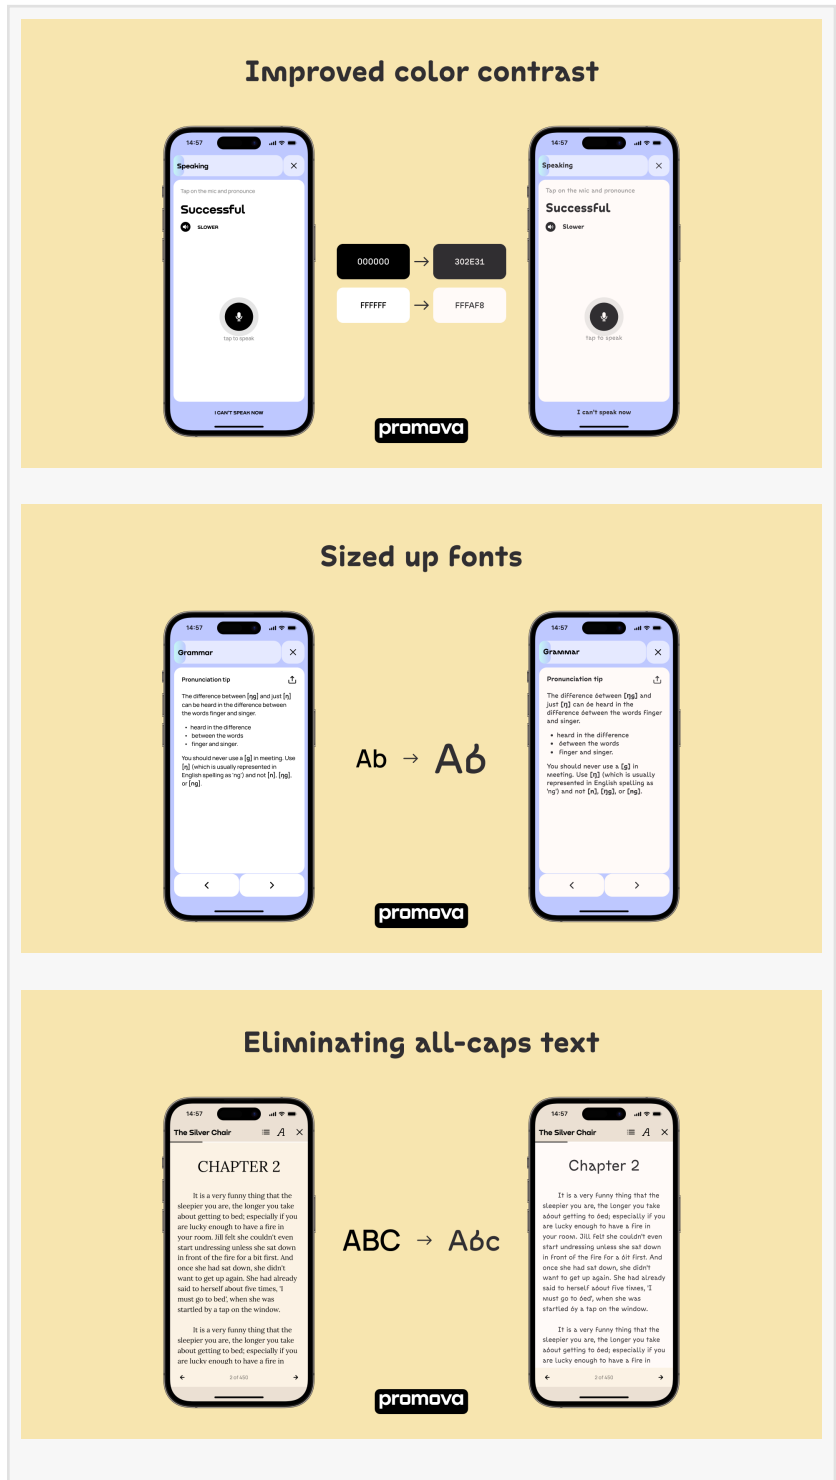 Improved color contrast
14:57
Speaking
Tap on the mic and pronounce
Successful
SLOWER
tap to speak
I CAN'T SPEAK NOW
000000 → 302E31
FFFFFF → FFFAF8
promova
14:57
Speaking
Tap on the mic and pronounce
Successful
Slower
tap to speak
I can't speak now
Sized up fonts
14:57
Grammar
Pronunciation tip
The difference between [ŋg] and just [ŋ]
can be heard in the difference between
the words finger and singer.
• heard in the difference
• between the words
• finger and singer.
You should never use a [g] in meeting. Use
[ŋ] (which is usually represented in
English spelling as 'ng') and not [n], [ŋg],
or [ng].
Ab → Ab
promova
14:57
Grammar
Pronunciation tip
The difference between [ŋg] and
just [ŋ] can be heard in the
difference between the words finger
and singer.
• heard in the difference
• between the words
• finger and singer.
You should never use a [g] in
meeting. Use [ŋ] (which is usually
represented in English spelling as
'ng') and not [n], [ŋg], or [ng].
Eliminating all-caps text
14:57
The Silver Chair
A
CHAPTER 2
It is a very funny thing that the
sleepier you are, the longer you take
about getting to bed; especially if you
are lucky enough to have a fire in
your room. Jill felt she couldn't even
start undressing unless she sat down
in front of the fire for a bit first. And
once she had sat down, she didn't
want to get up again. She had already
said to herself about five times, 'I
must go to bed', when she was
startled by a tap on the window.
It is a very funny thing that the
sleepier you are, the longer you take
about getting to bed; especially if you
are lucky enough to have a fire in
2 of 450
ABC → Abc
promova
14:57
The Silver Chair
A
Chapter 2
It is a very funny thing that the
sleepier you are, the longer you take
about getting to bed; especially if you
are lucky enough to have a fire in
your room. Jill felt she couldn't even
start undressing unless she sat down
in front of the fire for a bit first. And
once she had sat down, she didn't
want to get up again. She had already
said to herself about five times, 'I
must go to bed', when she was
startled by a tap on the window.
It is a very funny thing that the
sleepier you are, the longer you take
about getting to bed; especially if you
are lucky enough to have a fire in
2 of 450